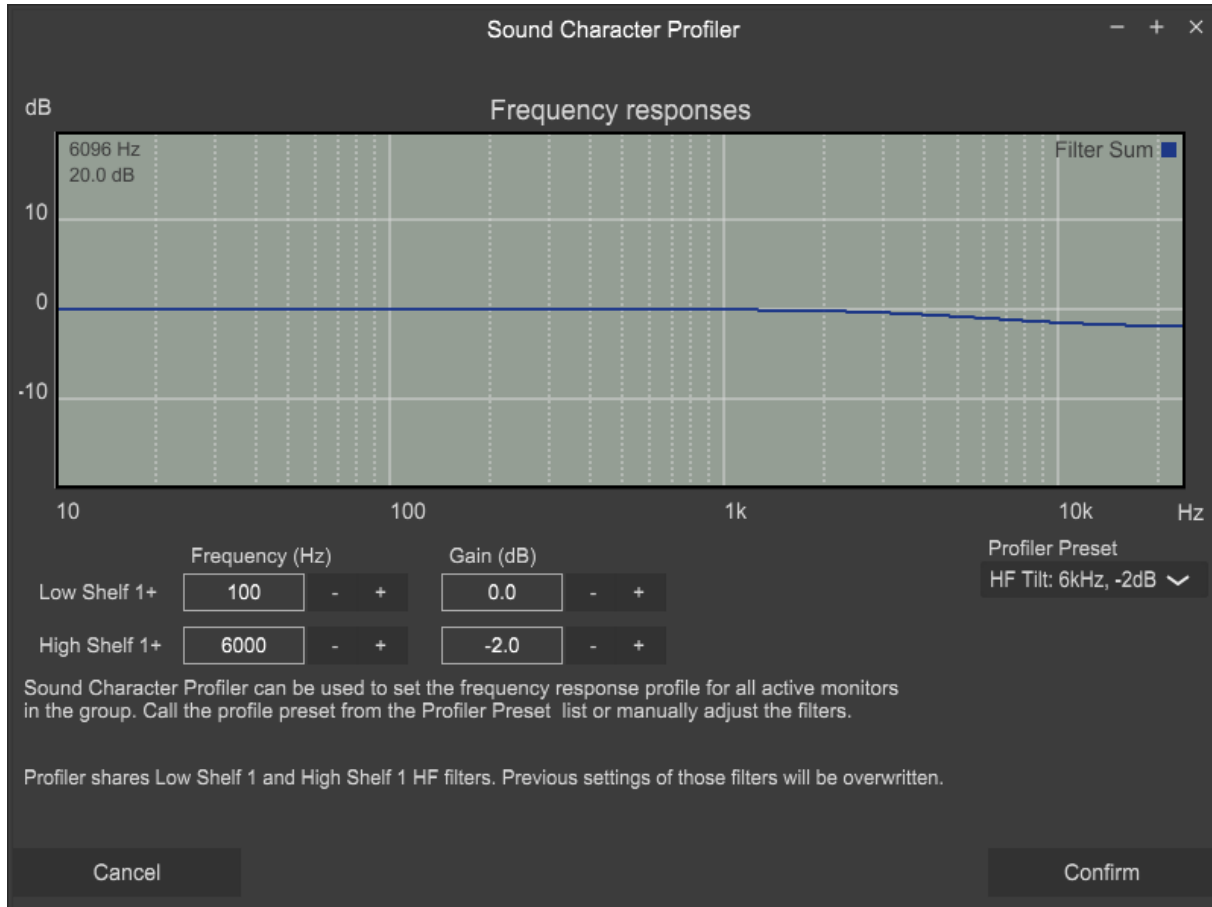 Sound Character Profiler - + ×
dB
Frequency responses
6096 Hz
20.0 dB
Filter Sum
10
0
-10
10 100 1k 10k Hz
Frequency (Hz) Gain (dB)
Profiler Preset
HF Tilt: 6kHz, -2dB
Low Shelf 1+ 100 - + 0.0 - +
High Shelf 1+ 6000 - + -2.0 - +
Sound Character Profiler can be used to set the frequency response profile for all active monitors
in the group. Call the profile preset from the Profiler Preset list or manually adjust the filters.
Profiler shares Low Shelf 1 and High Shelf 1 HF filters. Previous settings of those filters will be overwritten.
Cancel
Confirm